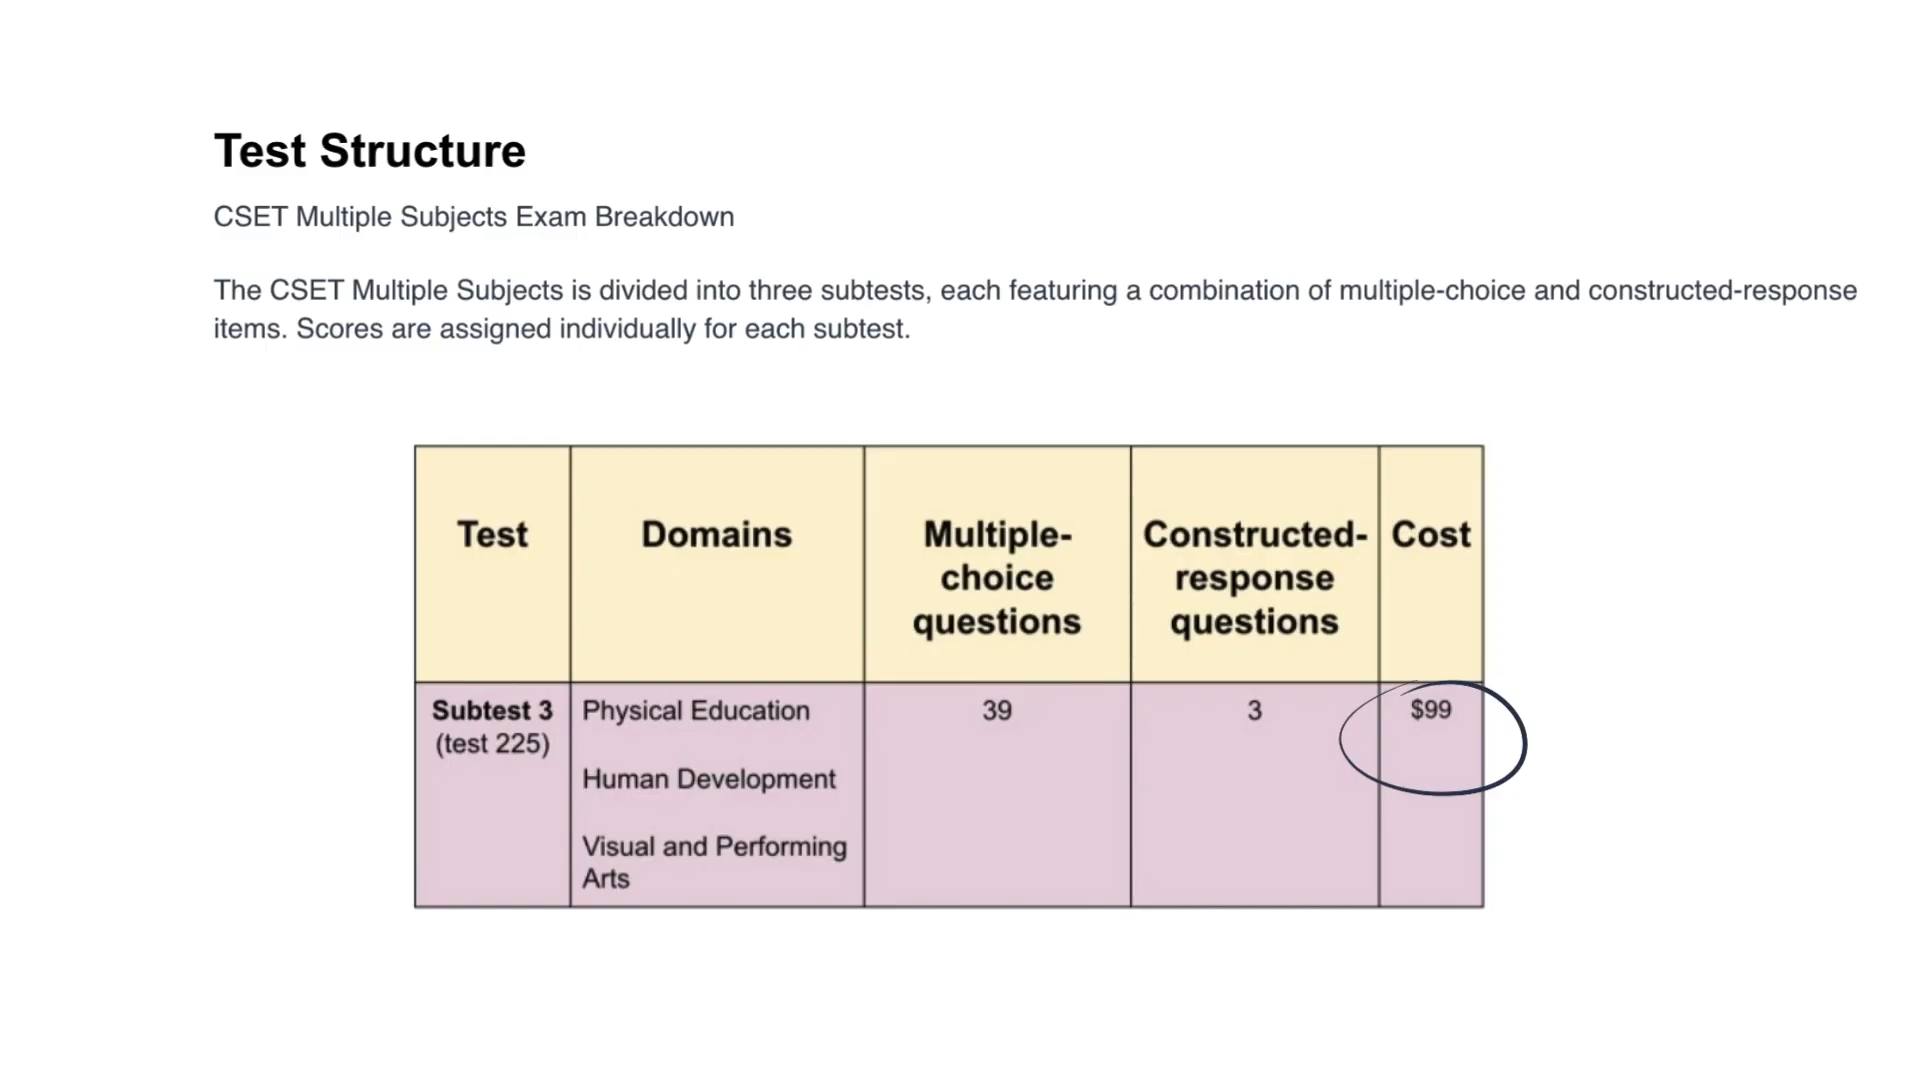 Test Structure
CSET Multiple Subjects Exam Breakdown
The CSET Multiple Subjects is divided into three subtests, each featuring a combination of multiple-choice and constructed-response
items. Scores are assigned individually for each subtest.
Test
Domains
Multiple-
choice
questions
Constructed-
response
questions
Cost
Subtest 3
(test 225)
Physical Education
Human Development
Visual and Performing
Arts
39
3
$99